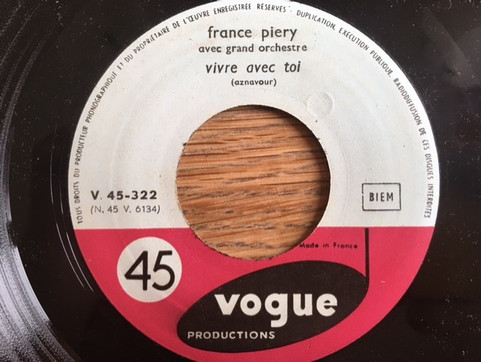 TOUS DROITS DU PRODUCTEUR PHONOGRAPHIQUE ET DU PROPRIÉTAIRE DE L'ŒUVRE ENREGISTRÉE RÉSERVÉS - DUPLICATION, EXÉCUTION PUBLIQUE, RADIODIFFUSION DE CES DISQUES INTERDITES
france piery
avec grand orchestre
vivre avec toi
(aznavour)
V. 45-322
(N. 45 V. 6134)
BIEM
Made in France
45
vogue
PRODUCTIONS